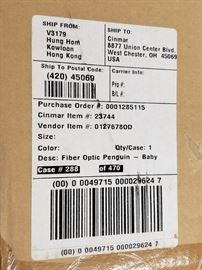 SHIP FROM:
V3179
Hung Hom
Kowloon
Hong Kong
SHIP TO:
Cinmar
8877 Union Center Blvd.
West Chester, OH 45069
USA
Ship To Postal Code:
(420) 45069
Carrier Info:
Pro #:
B/L #:
Purchase Order #: 0001285115
Cinmar Item #: 23744
Vendor Item #: 0127678OD
Size:
Color: Qty/Case: 1
Desc: Fiber Optic Penguin - Baby
Case # 288 of 470
(00) 0 0049715 000029624 7
(00) 0 0049715 000029624 7